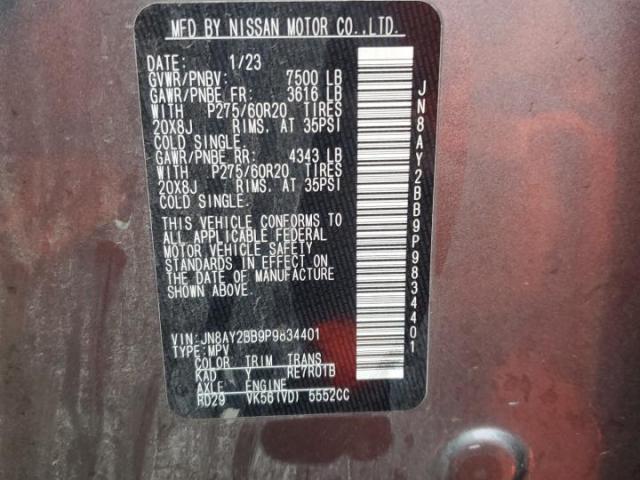 MFD BY NISSAN MOTOR CO.,LTD.
DATE: 1/23
GVWR/PNBV: 7500 LB
GAWR/PNBE FR: 3616 LB
WITH P275/60R20 TIRES
20X8J RIMS. AT 35PSI
COLD SINGLE.
GAWR/PNBE RR: 4343 LB
WITH P275/60R20 TIRES
20X8J RIMS. AT 35PSI
COLD SINGLE.
THIS VEHICLE CONFORMS TO
ALL APPLICABLE FEDERAL
MOTOR VEHICLE SAFETY
STANDARDS IN EFFECT ON
THE DATE OF MANUFACTURE
SHOWN ABOVE.
VIN:JN8AY2BB9P9834401
TYPE:MPV
COLOR TRIM TRANS
KAD Y RE7R01B
AXLE ENGINE
RD29 VK56(VD) 5552CC
JN8AY2BB9P9834401